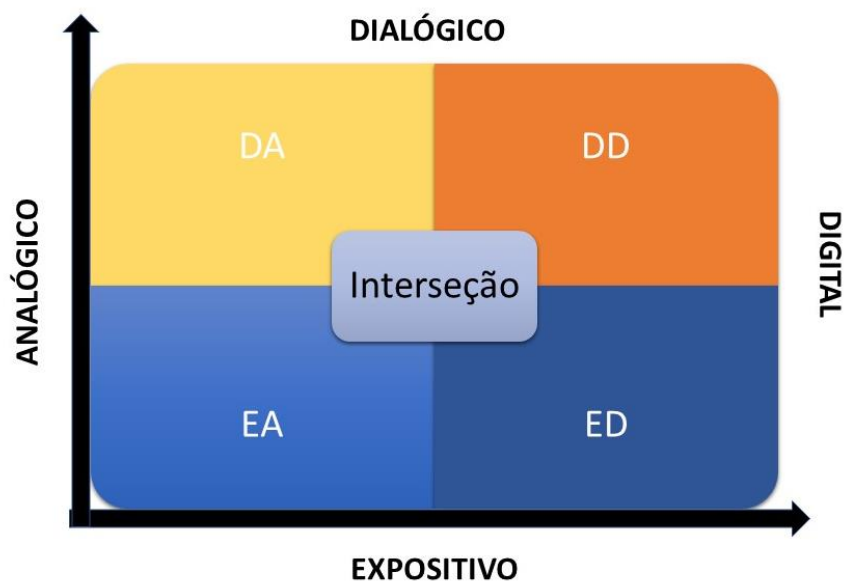 DIALÓGICO
DA
DD
ANALÓGICO
Interseção
DIGITAL
EA
ED
EXPOSITIVO